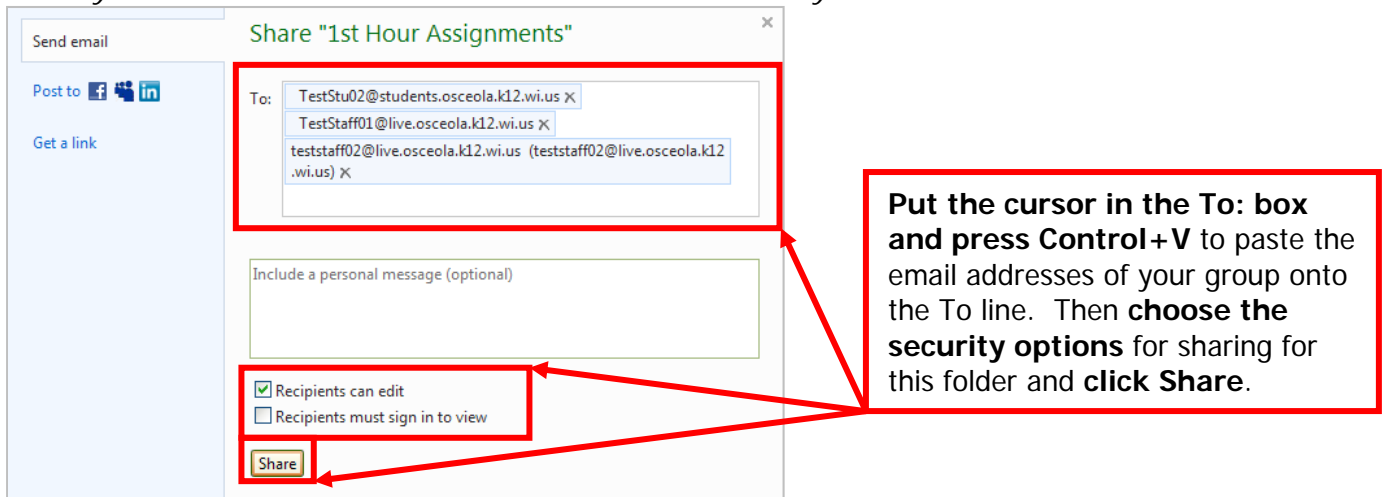 Send email
Share "1st Hour Assignments"
Post to
Get a link
To: TestStu02@students.osceola.k12.wi.us
TestStaff01@live.osceola.k12.wi.us
teststaff02@live.osceola.k12.wi.us (teststaff02@live.osceola.k12
.wi.us)
Include a personal message (optional)
Recipients can edit
Recipients must sign in to view
Share
Put the cursor in the To: box
and press Control+V to paste the
email addresses of your group onto
the To line. Then choose the
security options for sharing for
this folder and click Share.